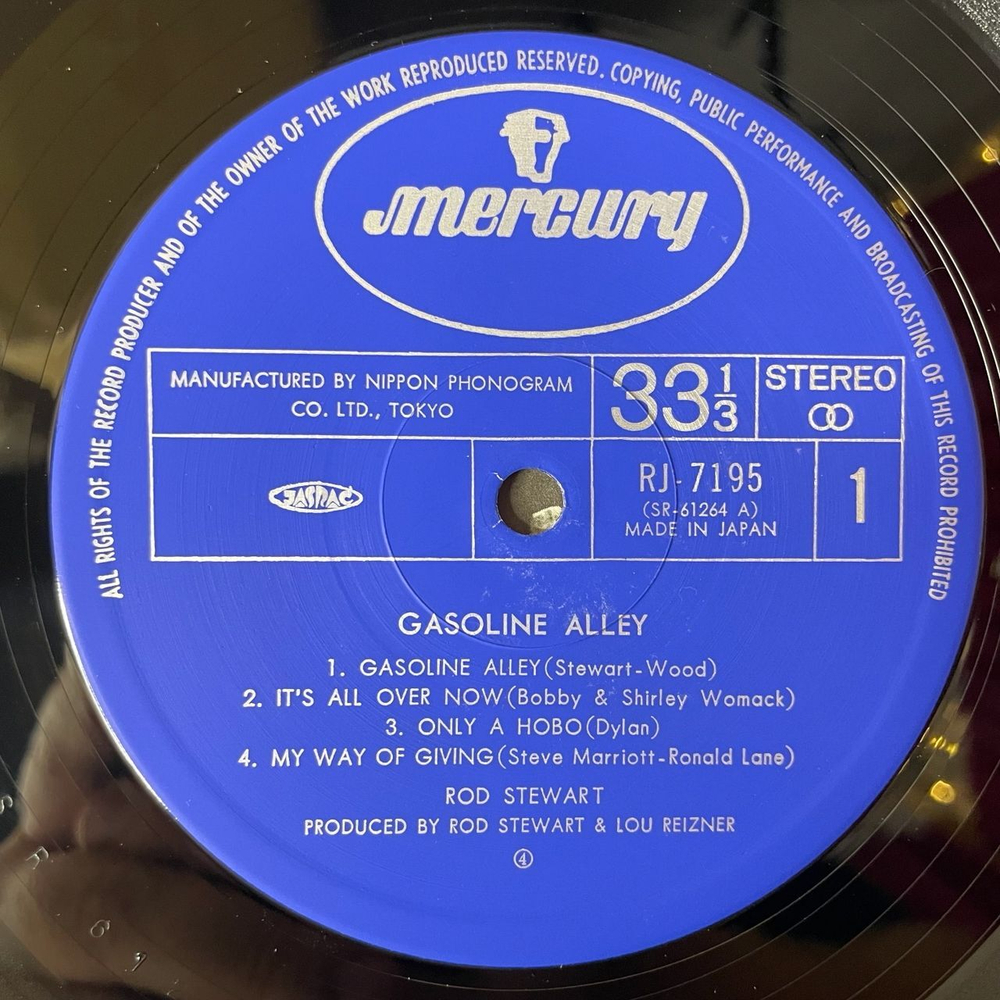 ALL RIGHTS OF THE RECORD PRODUCER AND OF THE OWNER OF THE WORK REPRODUCED RESERVED. COPYING, PUBLIC PERFORMANCE AND BROADCASTING OF THIS RECORD PROHIBITED
mercury
MANUFACTURED BY NIPPON PHONOGRAM
CO. LTD., TOKYO
33 1/3
STEREO
JASRAC
RJ-7195
(SR-61264 A)
MADE IN JAPAN
1
GASOLINE ALLEY
1. GASOLINE ALLEY(Stewart-Wood)
2. IT'S ALL OVER NOW(Bobby & Shirley Womack)
3. ONLY A HOBO(Dylan)
4. MY WAY OF GIVING(Steve Marriott-Ronald Lane)
ROD STEWART
PRODUCED BY ROD STEWART & LOU REIZNER
④
S R 6 1